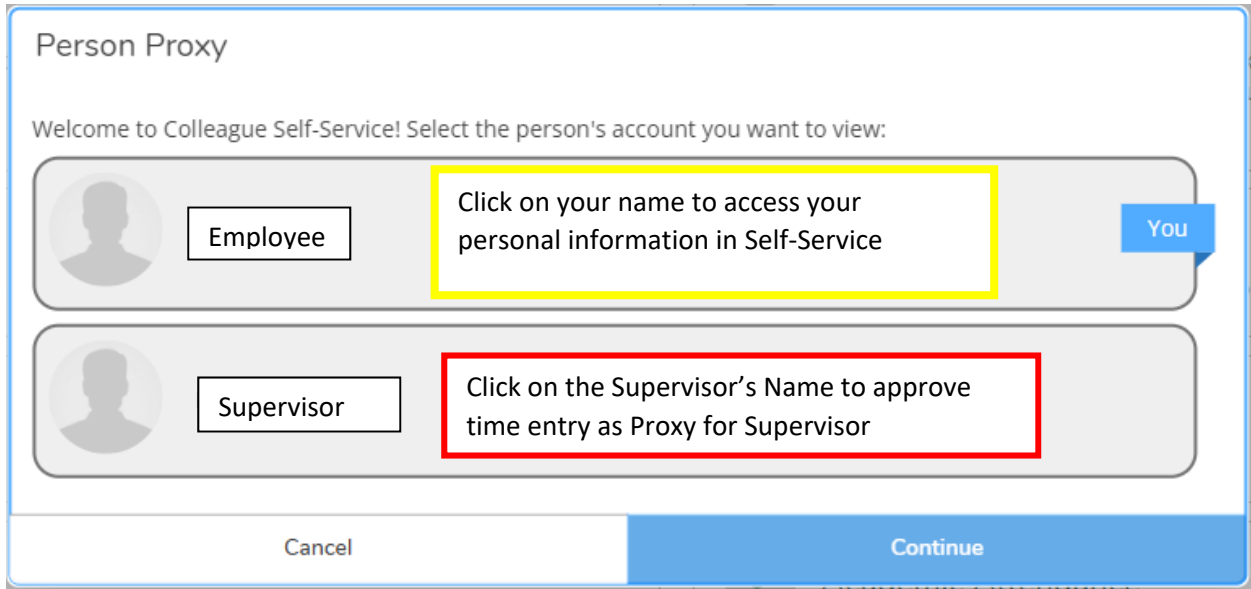 Person Proxy
Welcome to Colleague Self-Service! Select the person's account you want to view:
Employee
Click on your name to access your
personal information in Self-Service
You
Supervisor
Click on the Supervisor’s Name to approve
time entry as Proxy for Supervisor
Cancel
Continue